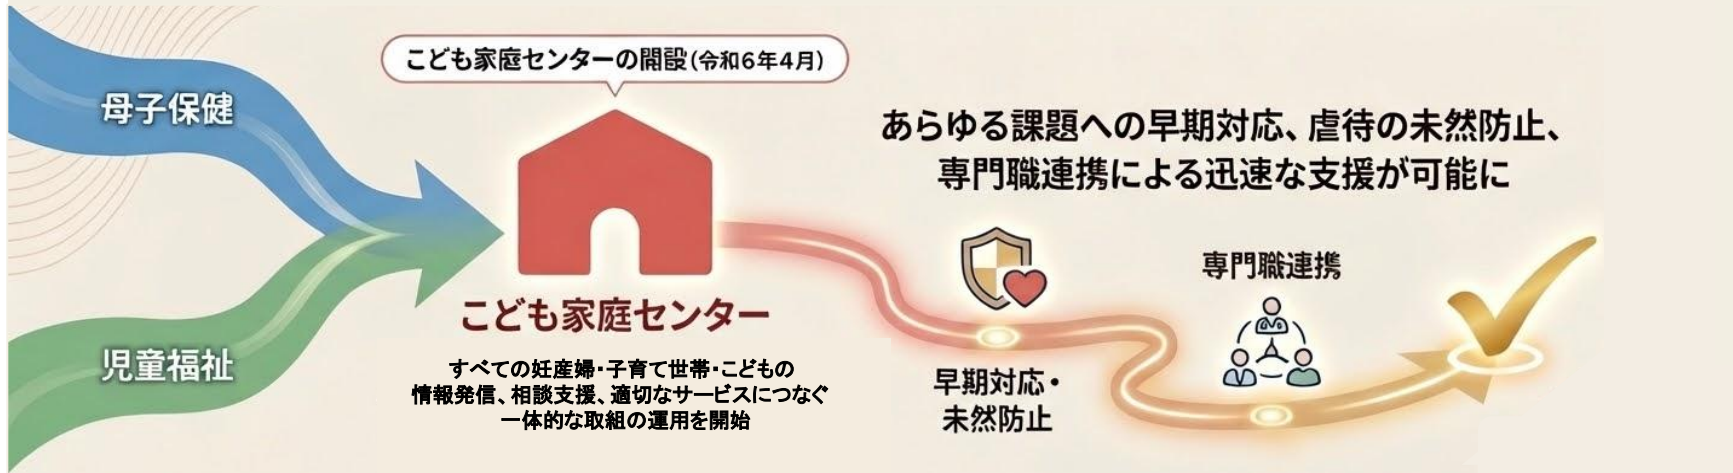 母子保健
児童福祉
こども家庭センターの開設(令和6年4月)
こども家庭センター
すべての妊産婦・子育て世帯・こどもの
情報発信、相談支援、適切なサービスにつなぐ
一体的な取組の運用を開始
あらゆる課題への早期対応、虐待の未然防止、
専門職連携による迅速な支援が可能に
早期対応・
未然防止
専門職連携